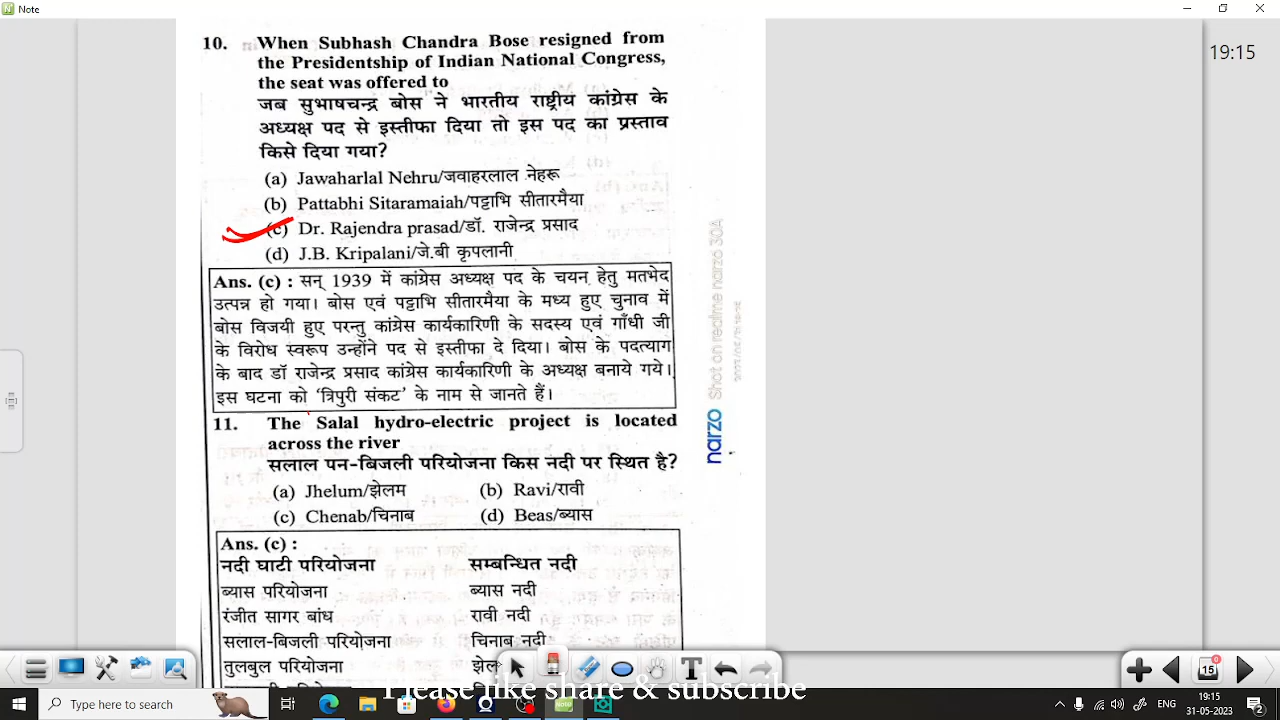 Note
19:15
10. When Subhash Chandra Bose resigned from
the Presidentship of Indian National Congress,
the seat was offered to
जब सुभाषचन्द्र बोस ने भारतीय राष्ट्रीय कांग्रेस के
अध्यक्ष पद से इस्तीफा दिया तो इस पद का प्रस्ताव
किसे दिया गया?
(a) Jawaharlal Nehru/जवाहरलाल नेहरू
(b) Pattabhi Sitaramaiah/पट्टाभि सीतारमैया
(c) Dr. Rajendra prasad/डॉ. राजेन्द्र प्रसाद
(d) J.B. Kripalani/जे.बी कृपलानी
Ans. (c) : सन् 1939 में कांग्रेस अध्यक्ष पद के चयन हेतु मतभेद
उत्पन्न हो गया। बोस एवं पट्टाभि सीतारमैया के मध्य हुए चुनाव में
बोस विजयी हुए परन्तु कांग्रेस कार्यकारिणी के सदस्य एवं गाँधी जी
के विरोध स्वरूप उन्होंने पद से इस्तीफा दे दिया। बोस के पदत्याग
के बाद डॉ राजेन्द्र प्रसाद कांग्रेस कार्यकारिणी के अध्यक्ष बनाये गये।
इस घटना को 'त्रिपुरी संकट' के नाम से जानते हैं।
11. The Salal hydro-electric project is located
across the river
सलाल पन-बिजली परियोजना किस नदी पर स्थित है?
(a) Jhelum/झेलम (b) Ravi/रावी
(c) Chenab/चिनाब (d) Beas/ब्यास
Ans. (c) :
नदी घाटी परियोजना सम्बन्धित नदी
ब्यास परियोजना ब्यास नदी
रंजीत सागर बांध रावी नदी
सलाल-बिजली परियोजना चिनाब नदी
तुलबुल परियोजना
narzo Shot on realme narzo 30A
T
15
Please like share & subscribe
Type here to search
Note
ENG
19:15
31-05-2023